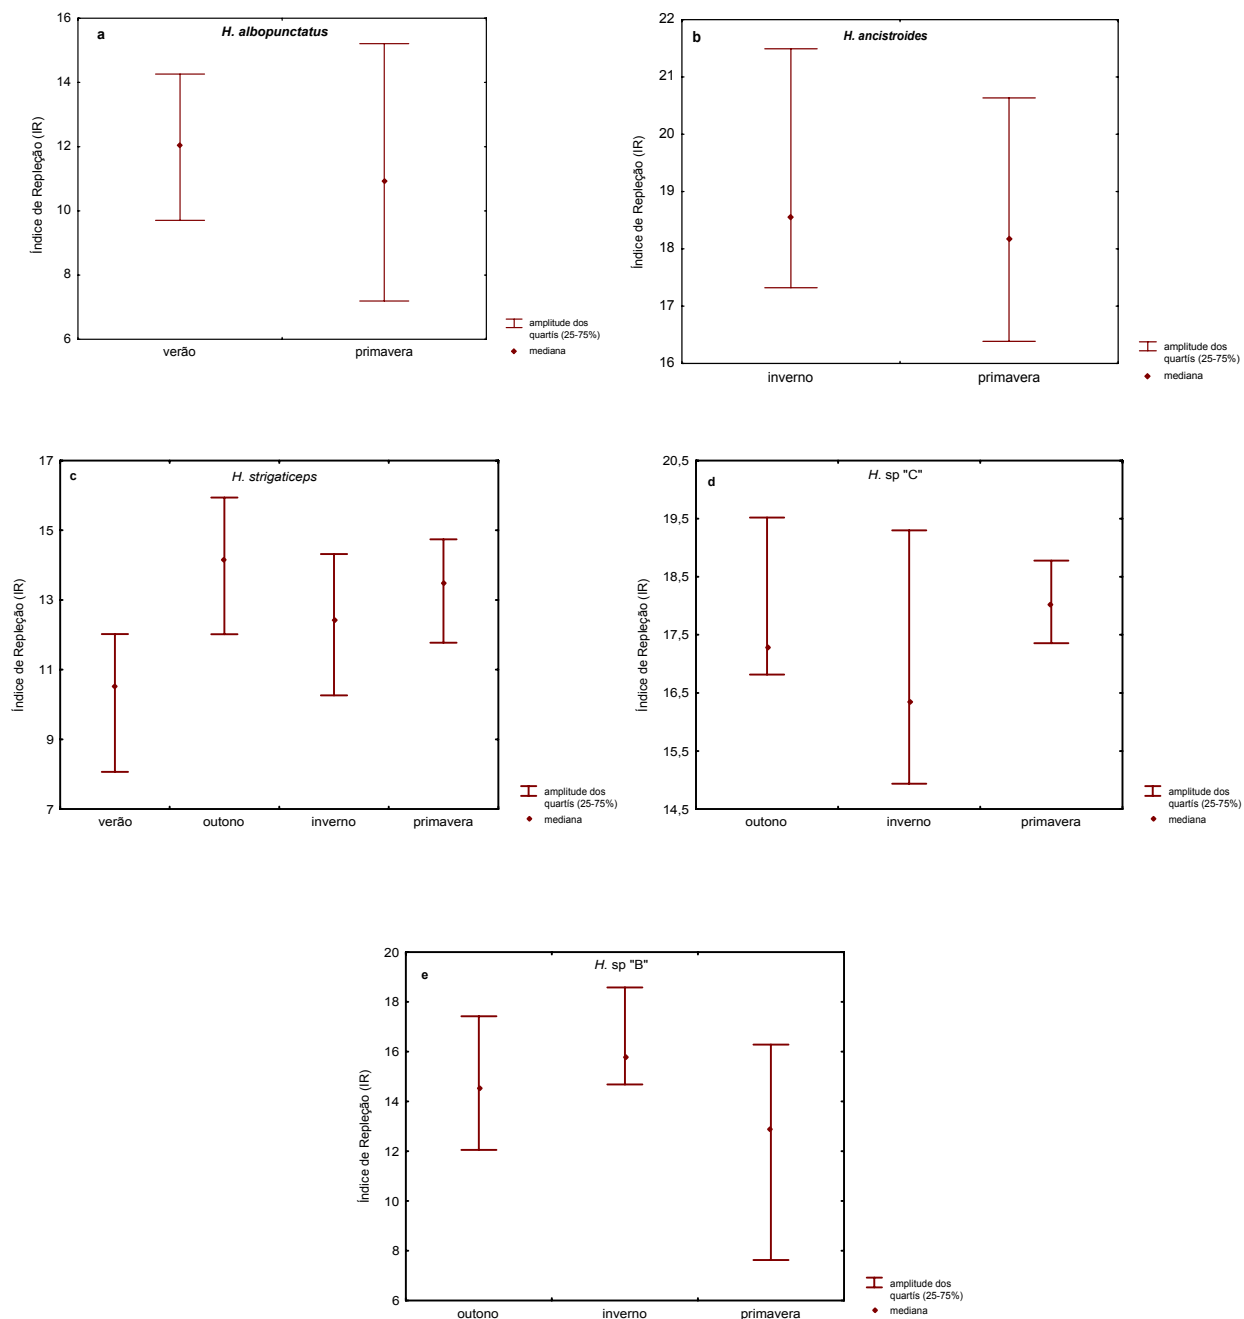 a
H. albopunctatus
Índice de Repleção (IR)
16
14
12
10
8
6
verão
primavera
amplitude dos
quartís (25-75%)
mediana
b
H. ancistroides
Índice de Repleção (IR)
22
21
20
19
18
17
16
inverno
primavera
amplitude dos
quartís (25-75%)
mediana
c
H. strigaticeps
Índice de Repleção (IR)
17
15
13
11
9
7
verão
outono
inverno
primavera
amplitude dos
quartís (25-75%)
mediana
d
H. sp "C"
Índice de Repleção (IR)
20,5
19,5
18,5
17,5
16,5
15,5
14,5
outono
inverno
primavera
amplitude dos
quartís (25-75%)
mediana
e
H. sp "B"
Índice de Repleção (IR)
20
18
16
14
12
10
8
6
outono
inverno
primavera
amplitude dos
quartís (25-75%)
mediana